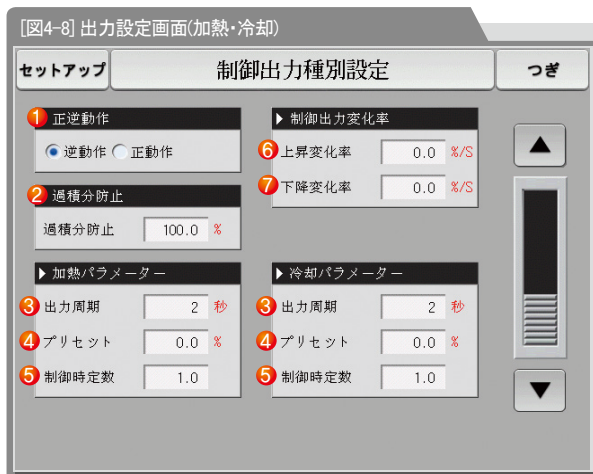 [図4-8] 出力設定画面(加熱・冷却)
セットアップ
制御出力種別設定
つぎ
1 正逆動作
逆動作 正動作
2 過積分防止
過積分防止 100.0 %
▶ 制御出力変化率
6 上昇変化率 0.0 %/S
7 下降変化率 0.0 %/S
▶ 加熱パラメーター
3 出力周期 2 秒
4 プリセット 0.0 %
5 制御時定数 1.0
▶ 冷却パラメーター
3 出力周期 2 秒
4 プリセット 0.0 %
5 制御時定数 1.0